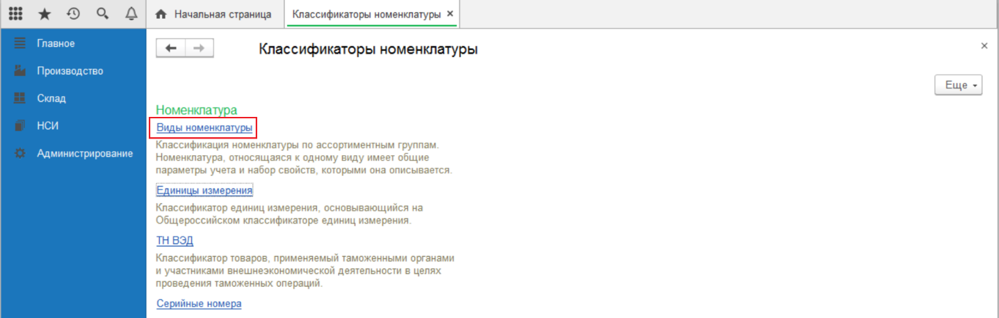 Начальная страница
Классификаторы номенклатуры ×
Главное
Производство
Склад
НСИ
Администрирование
Классификаторы номенклатуры
Еще
Номенклатура
Виды номенклатуры
Классификация номенклатуры по ассортиментным группам.
Номенклатура, относящаяся к одному виду имеет общие
параметры учета и набор свойств, которыми она описывается.
Единицы измерения
Классификатор единиц измерения, основывающийся на
Общероссийском классификаторе единиц измерения.
ТН ВЭД
Классификатор товаров, применяемый таможенными органами
и участниками внешнеэкономической деятельности в целях
проведения таможенных операций.
Серийные номера